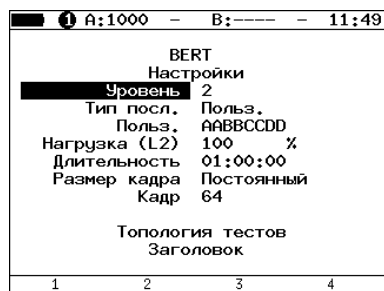 1 A:1000 – B:---- – 11:49
BERT
Настройки
Уровень 2
Тип посл. Польз.
Польз. AABBCCDD
Нагрузка (L2) 100 %
Длительность 01:00:00
Размер кадра Постоянный
Кадр 64
Топология тестов
Заголовок
1 2 3 4